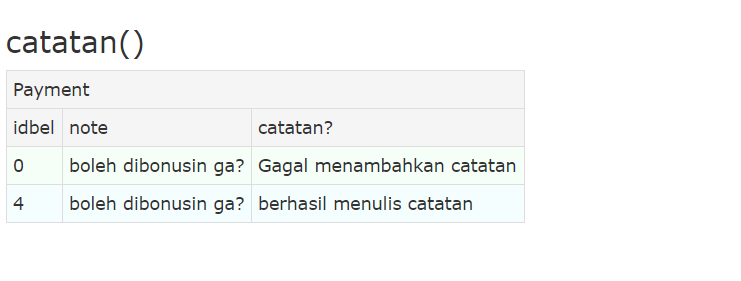 catatan()
Payment
idbel note catatan?
0 boleh dibonusin ga? Gagal menambahkan catatan
4 boleh dibonusin ga? berhasil menulis catatan